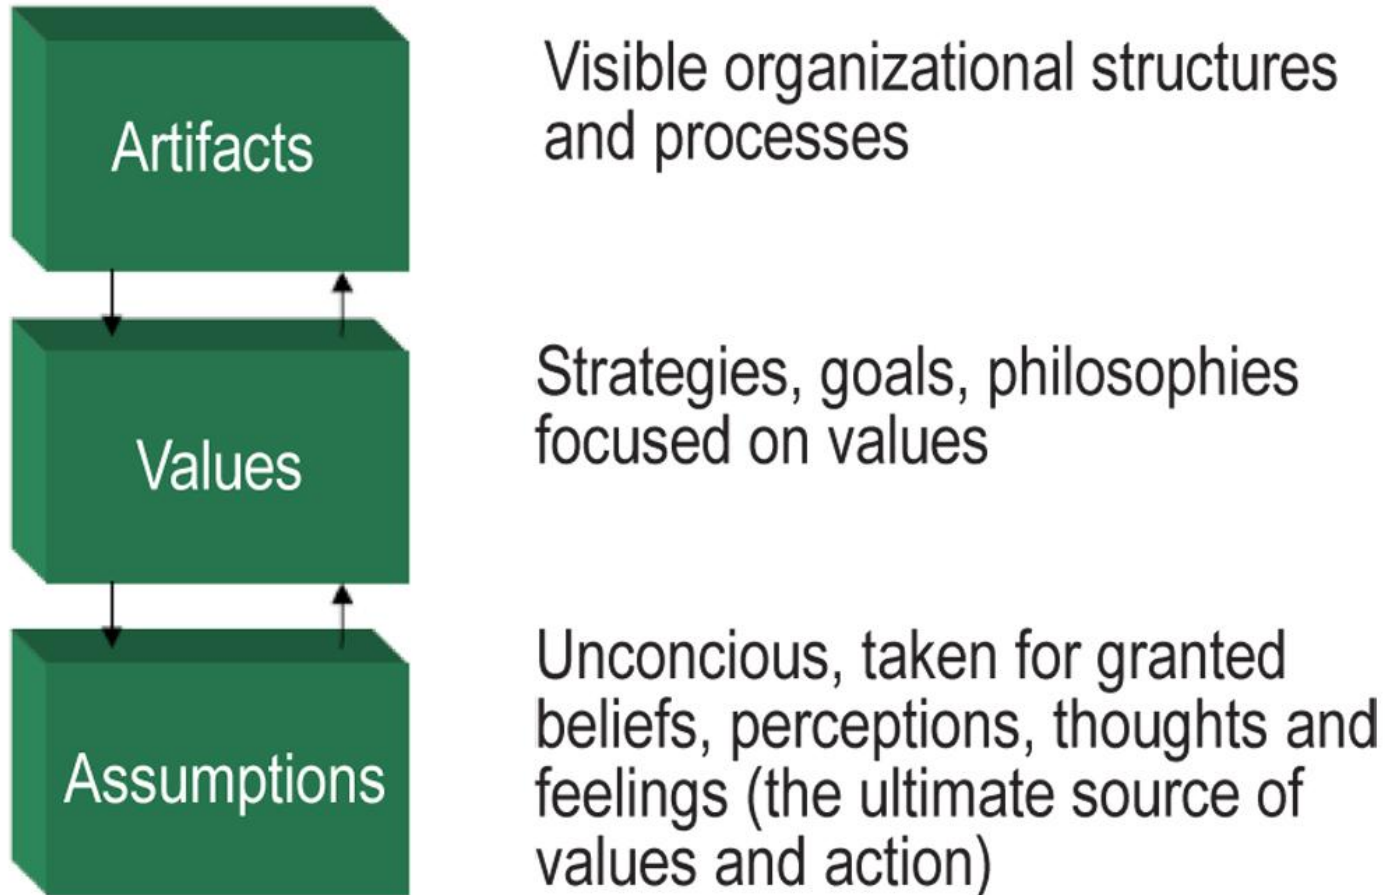 Artifacts
Visible organizational structures
and processes
Values
Strategies, goals, philosophies
focused on values
Assumptions
Unconcious, taken for granted
beliefs, perceptions, thoughts and
feelings (the ultimate source of
values and action)